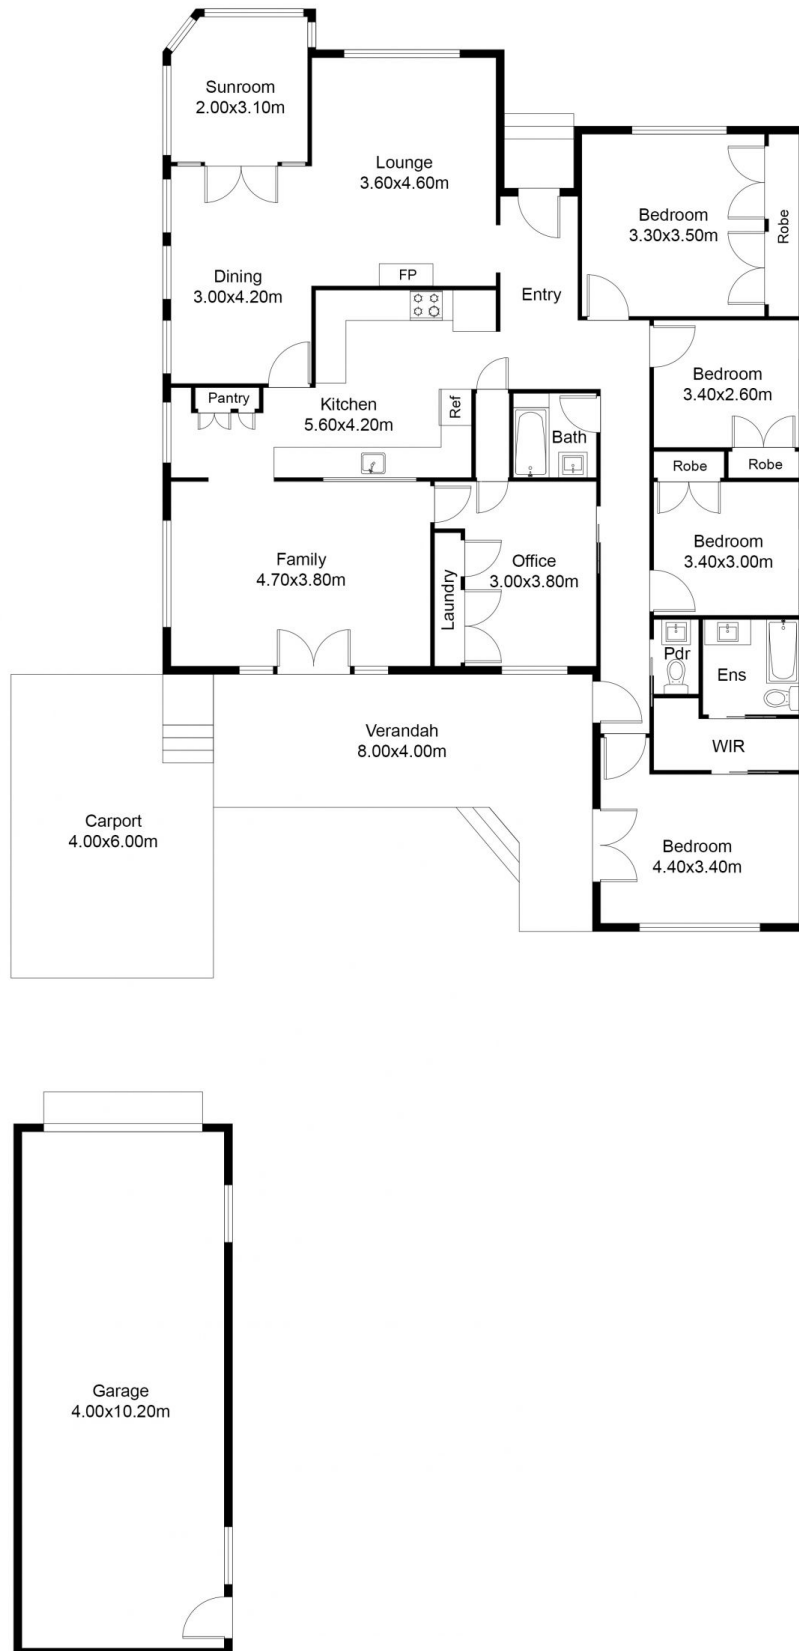 Sunroom
2.00x3.10m
Lounge
3.60x4.60m
Bedroom
3.30x3.50m
Robe
Dining
3.00x4.20m
FP
Entry
Bedroom
3.40x2.60m
Pantry
Kitchen
5.60x4.20m
Ref
Bath
Robe
Robe
Family
4.70x3.80m
Laundry
Office
3.00x3.80m
Bedroom
3.40x3.00m
Pdr
Ens
Verandah
8.00x4.00m
WIR
Carport
4.00x6.00m
Bedroom
4.40x3.40m
Garage
4.00x10.20m